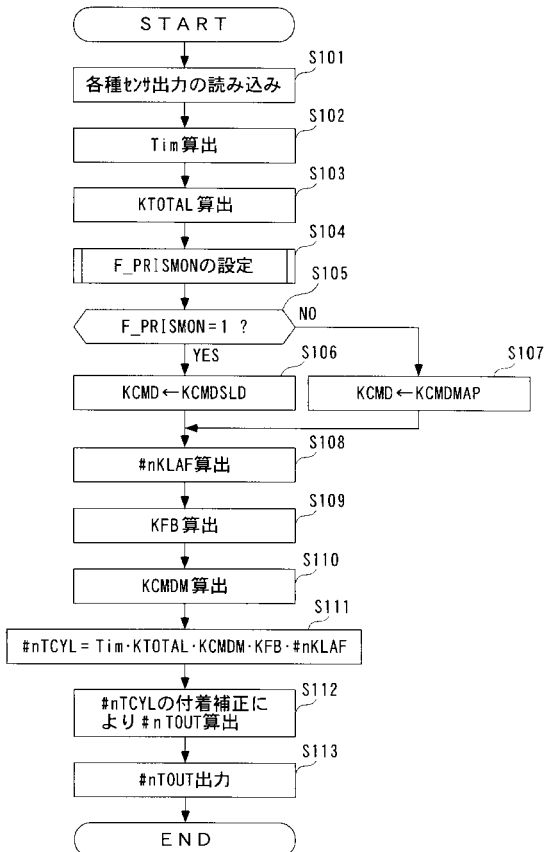 START
S101
各種センサ出力の読み込み
S102
Tim算出
S103
KTOTAL算出
S104
F_PRISMONの設定
S105
F_PRISMON=1 ?
NO
YES
S106
KCMD←KCMDSLD
S107
KCMD←KCMDMAP
S108
#nKLAF算出
S109
KFB算出
S110
KCMDM算出
S111
#nTCYL=Tim·KTOTAL·KCMDM·KFB·#nKLAF
S112
#nTCYLの付着補正に
より#nTOUT算出
S113
#nTOUT出力
END